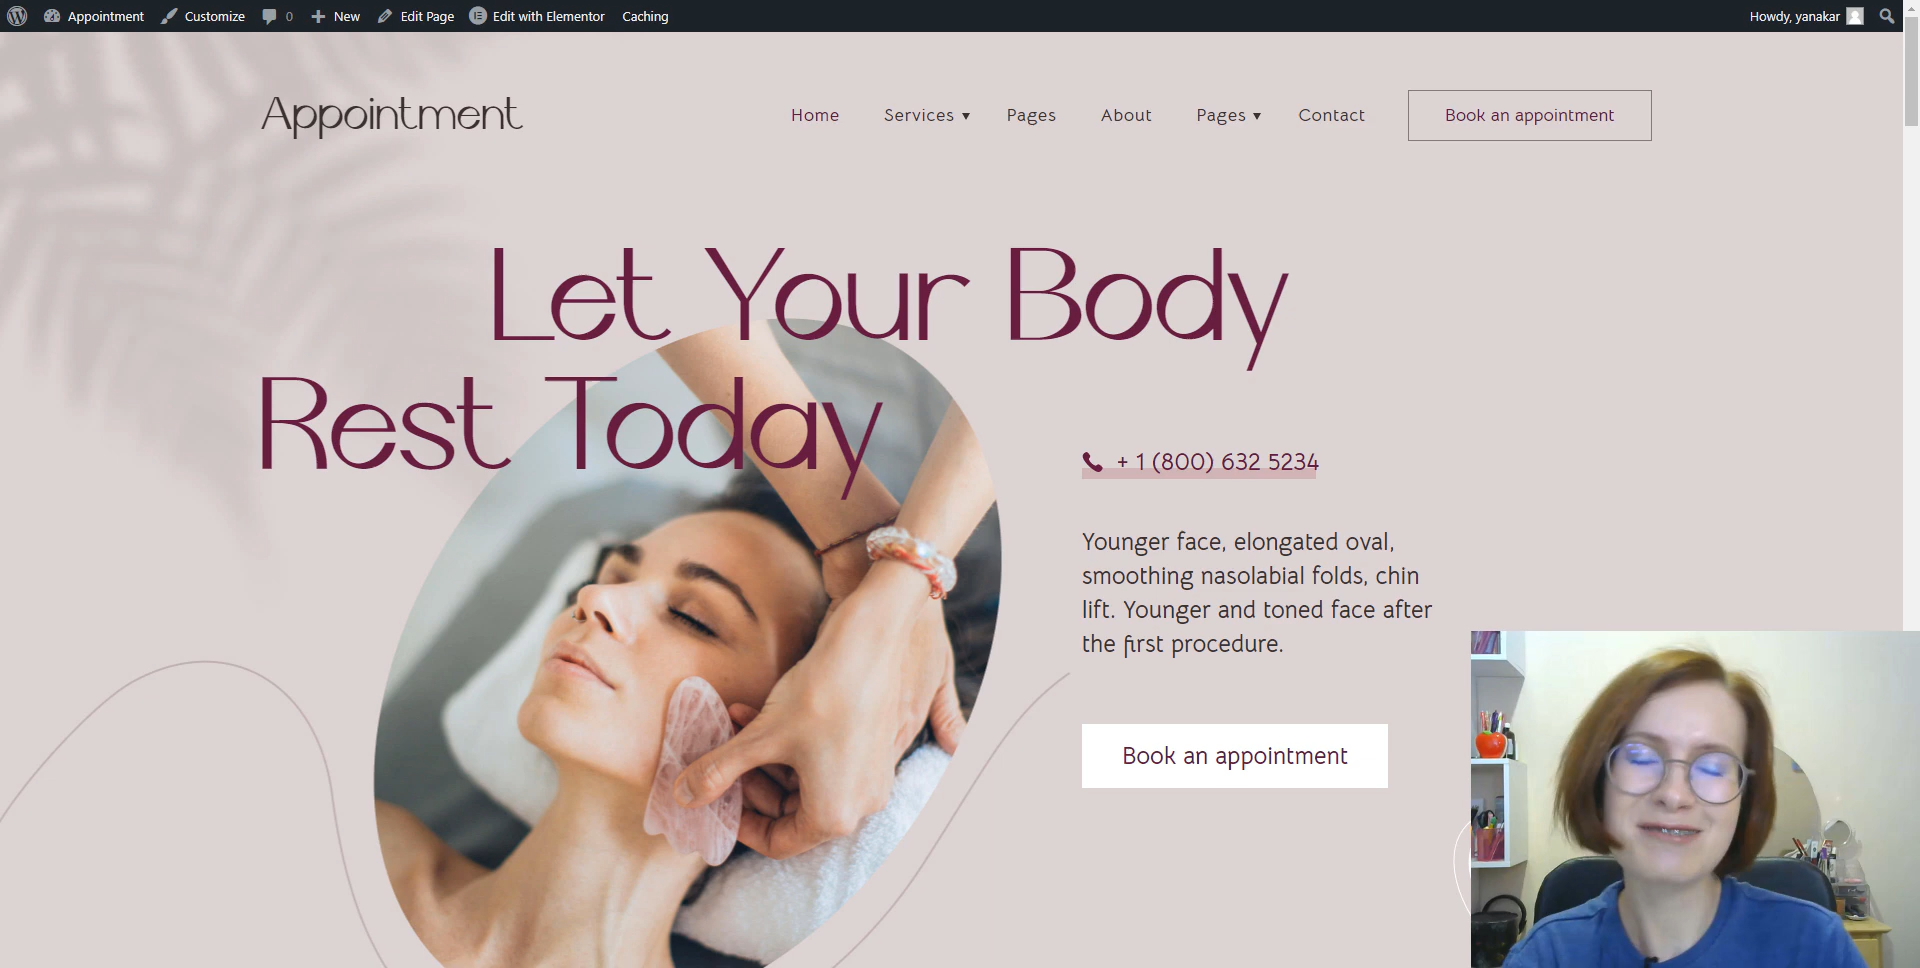 Appointment Customize 0 New Edit Page Edit with Elementor Caching Howdy, yanakar
Appointment
Home Services ▾ Pages About Pages ▾ Contact Book an appointment
Let Your Body
Rest Today
+ 1 (800) 632 5234
Younger face, elongated oval,
smoothing nasolabial folds, chin
lift. Younger and toned face after
the first procedure.
Book an appointment